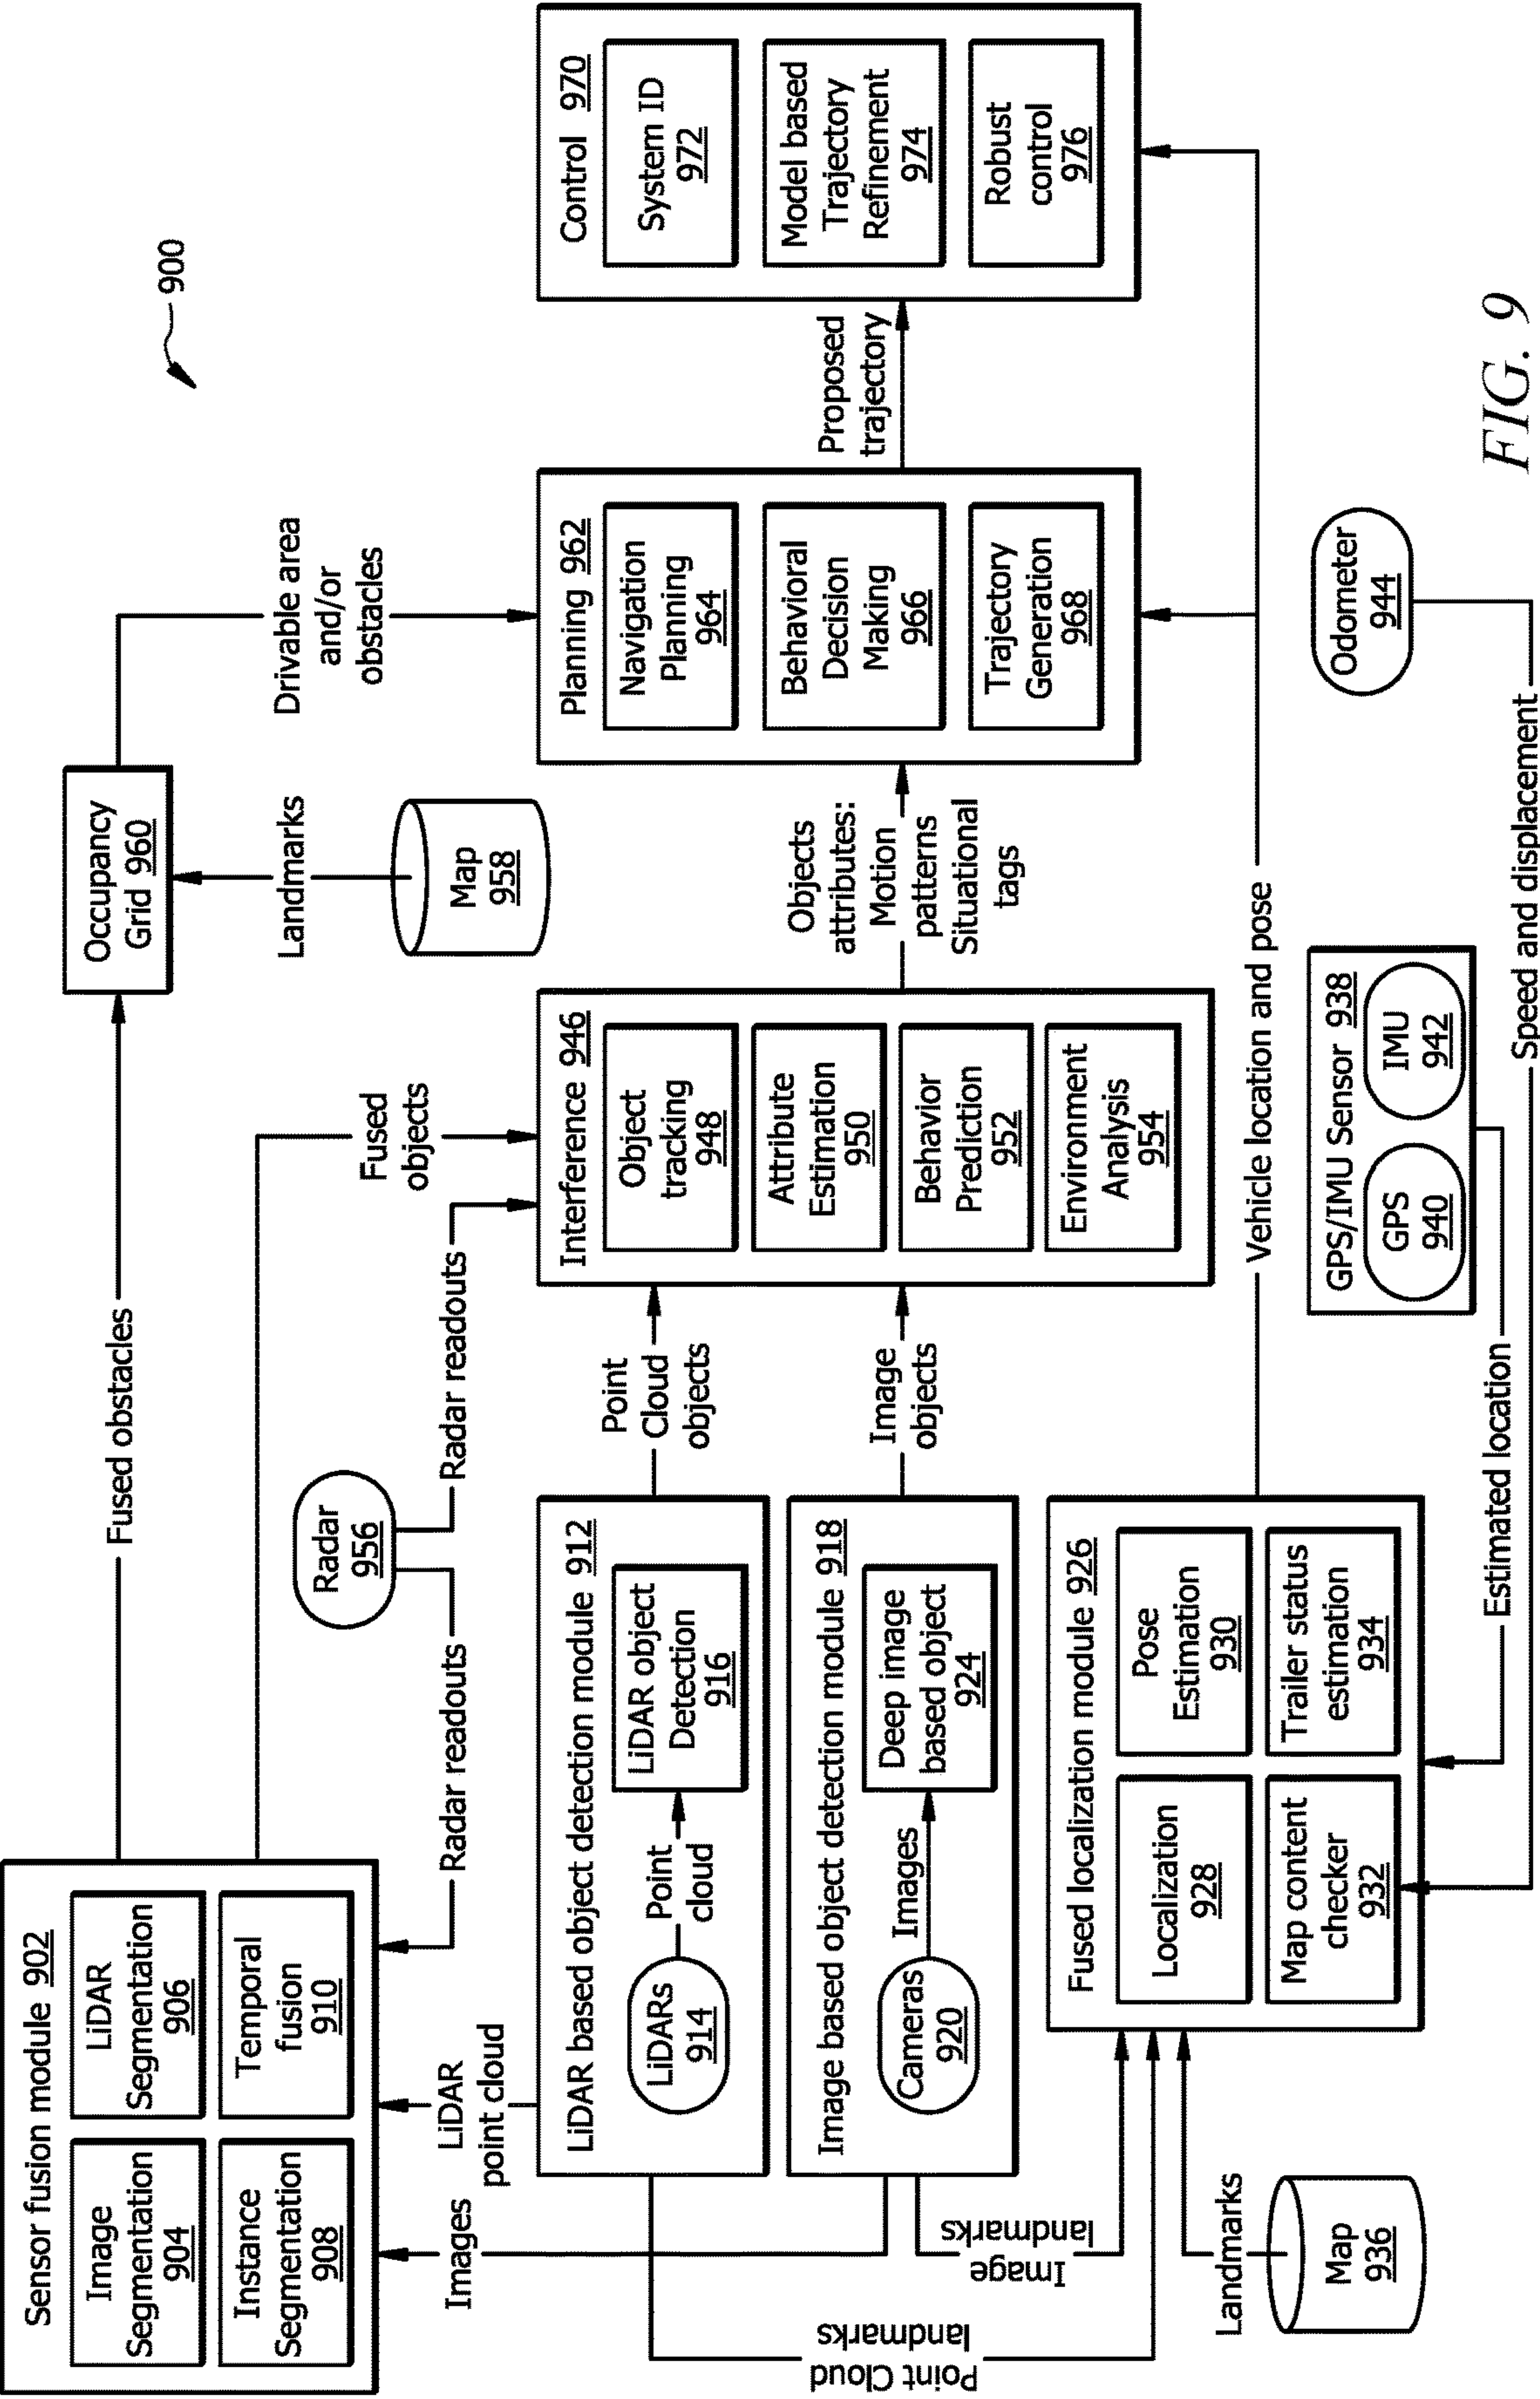 900
Sensor fusion module 902
Image
Segmentation
904
LiDAR
Segmentation
906
Instance
Segmentation
908
Temporal
fusion
910
Fused obstacles
Occupancy
Grid 960
Drivable area
and/or
obstacles
Landmarks
Map
958
Fused
objects
Radar
956
Radar readouts
Radar readouts
Images
LiDAR
point cloud
LiDAR based object detection module 912
LiDARs
914
Point
cloud
LiDAR object
Detection
916
Point
Cloud
objects
Image based object detection module 918
Cameras
920
Images
Deep image
based object
924
Image
objects
Interference 946
Object
tracking
948
Attribute
Estimation
950
Behavior
Prediction
952
Environment
Analysis
954
Objects
attributes:
Motion
patterns
Situational
tags
Planning 962
Navigation
Planning
964
Behavioral
Decision
Making
966
Trajectory
Generation
968
Proposed
trajectory
Control 970
System ID
972
Model based
Trajectory
Refinement
974
Robust
control
976
Point Cloud
landmarks
Image
landmarks
Landmarks
Map
936
Fused localization module 926
Localization
928
Pose
Estimation
930
Map content
checker
932
Trailer status
estimation
934
Vehicle location and pose
GPS/IMU Sensor 938
GPS
940
IMU
942
Estimated location
Odometer
944
Speed and displacement
FIG. 9